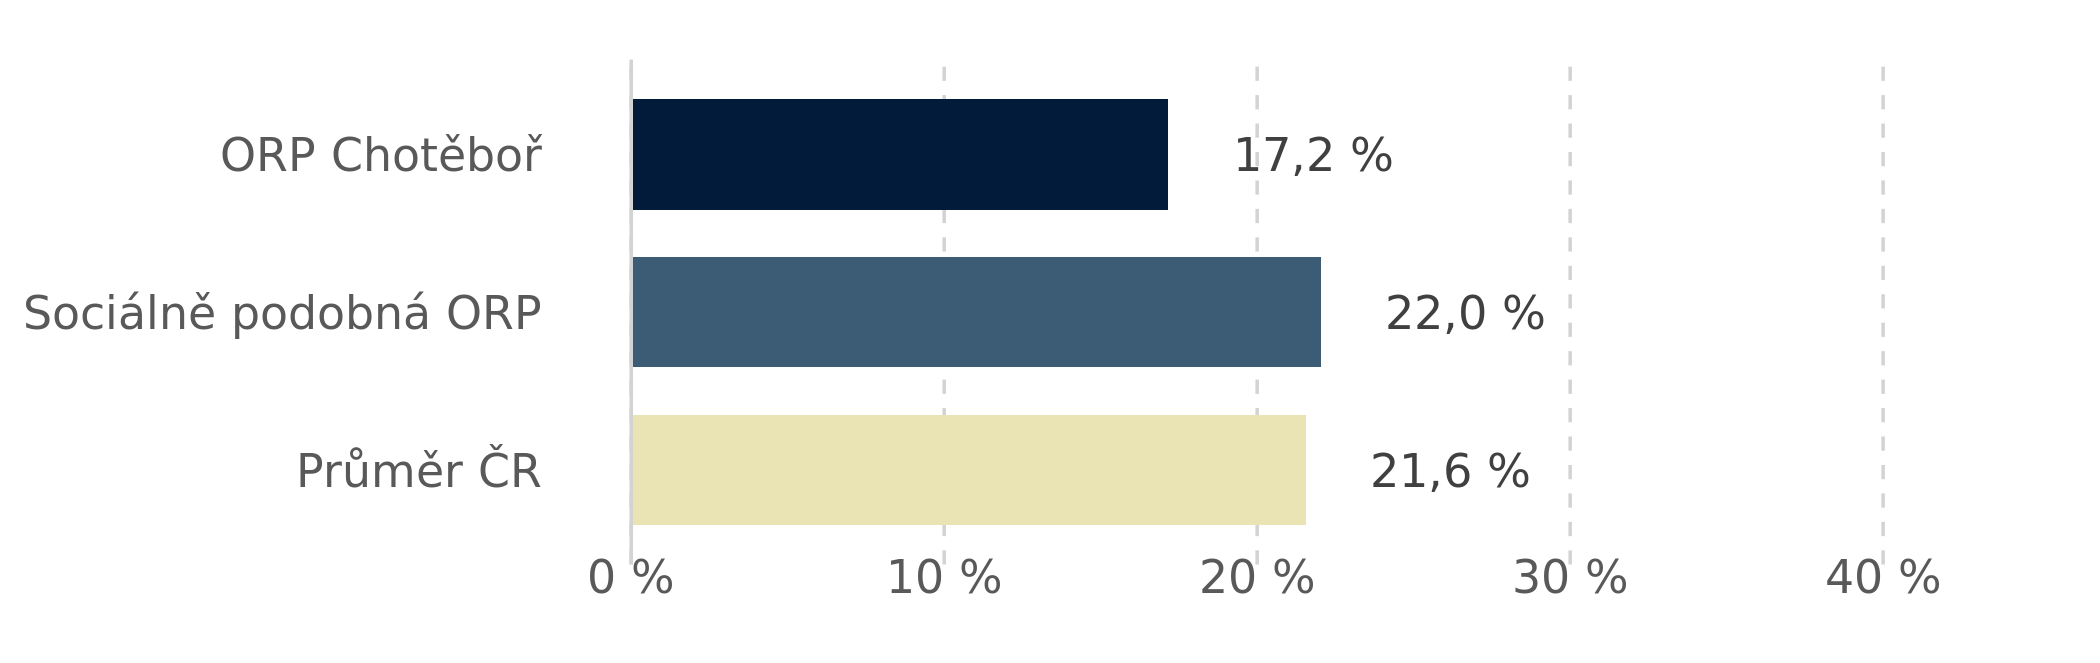 ORP Chotěboř 17,2 %
Sociálně podobná ORP 22,0 %
Průměr ČR 21,6 %
0 % 10 % 20 % 30 % 40 %